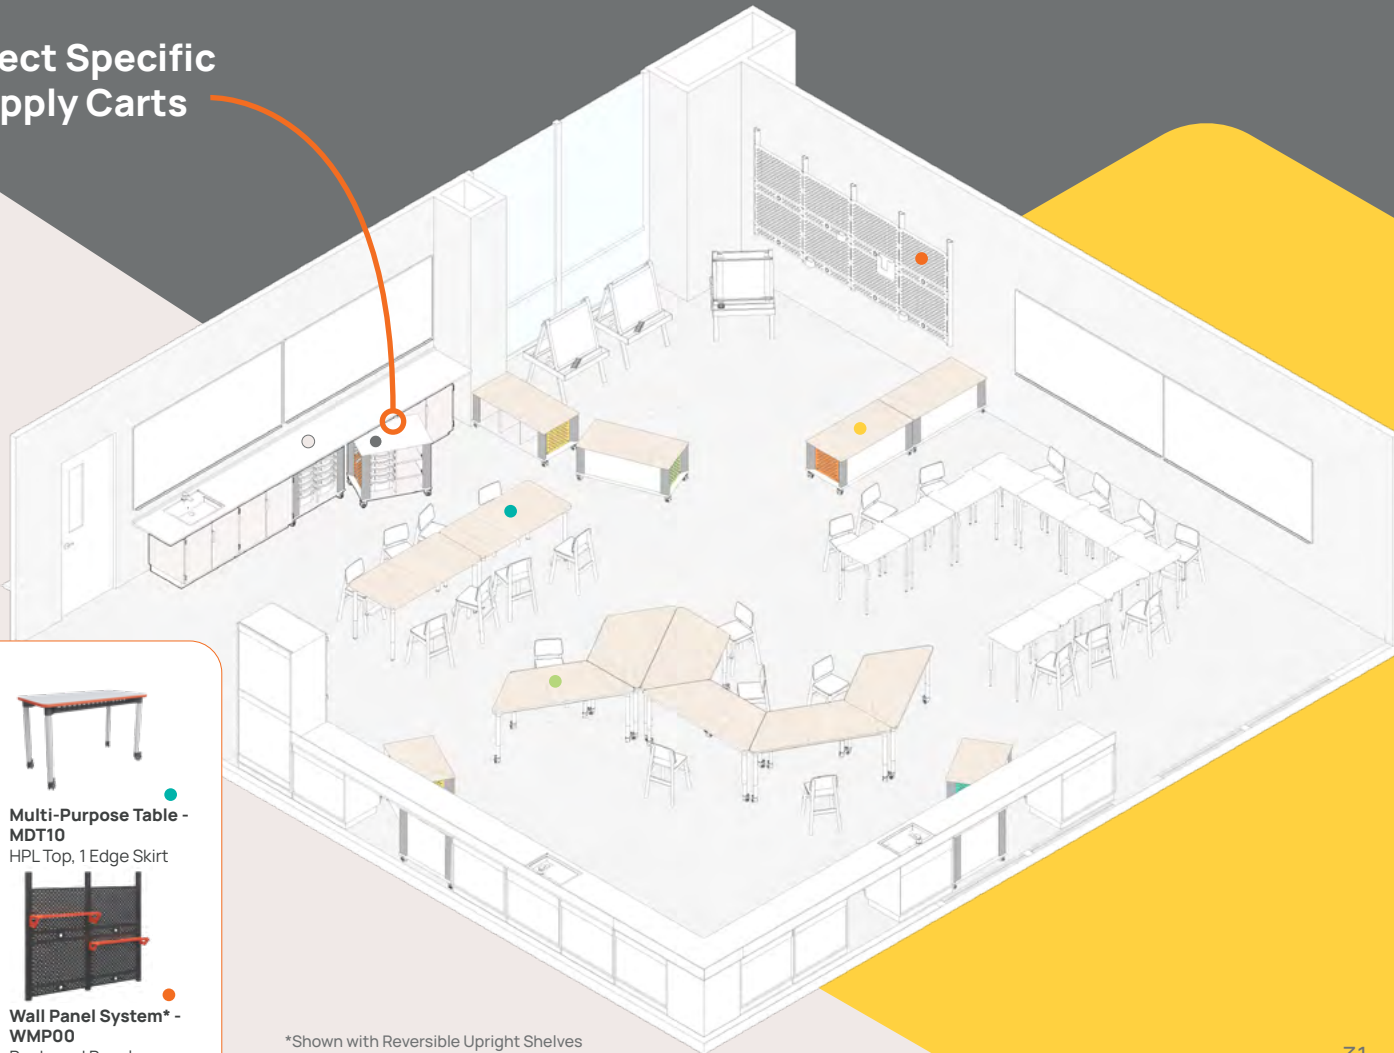 ect Specific
pply Carts
Multi-Purpose Table -
MDT10
HPL Top, 1 Edge Skirt
Wall Panel System* -
WMP00
*Shown with Reversible Upright Shelves
31